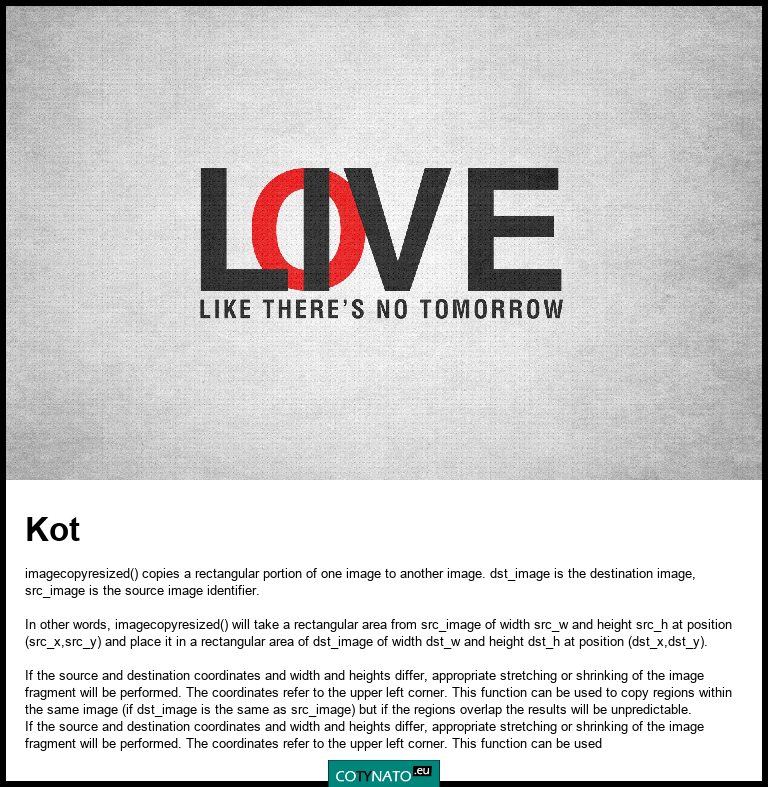 LOIVE
LIKE THERE'S NO TOMORROW
Kot
imagecopyresized() copies a rectangular portion of one image to another image. dst_image is the destination image,
src_image is the source image identifier.
In other words, imagecopyresized() will take a rectangular area from src_image of width src_w and height src_h at position
(src_x,src_y) and place it in a rectangular area of dst_image of width dst_w and height dst_h at position (dst_x,dst_y).
If the source and destination coordinates and width and heights differ, appropriate stretching or shrinking of the image
fragment will be performed. The coordinates refer to the upper left corner. This function can be used to copy regions within
the same image (if dst_image is the same as src_image) but if the regions overlap the results will be unpredictable.
If the source and destination coordinates and width and heights differ, appropriate stretching or shrinking of the image
fragment will be performed. The coordinates refer to the upper left corner. This function can be used
COTYNATO.eu